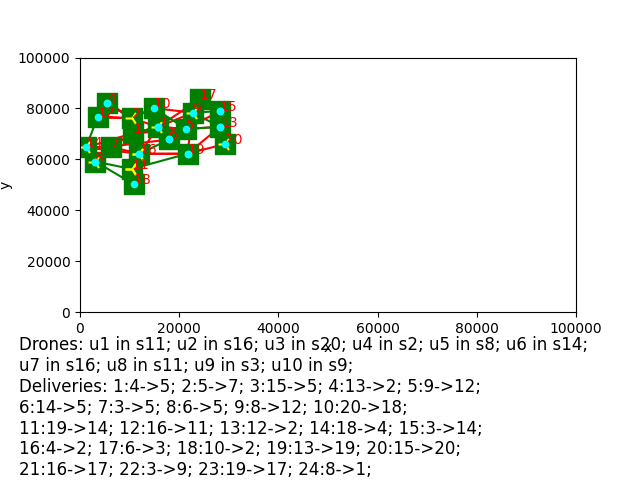 100000
80000
60000
40000
20000
0
y
0 20000 40000 60000 80000 100000
x
Drones: u1 in s11; u2 in s16; u3 in s20; u4 in s2; u5 in s8; u6 in s14;
u7 in s16; u8 in s11; u9 in s3; u10 in s9;
Deliveries: 1:4->5; 2:5->7; 3:15->5; 4:13->2; 5:9->12;
6:14->5; 7:3->5; 8:6->5; 9:8->12; 10:20->18;
11:19->14; 12:16->11; 13:12->2; 14:18->4; 15:3->14;
16:4->2; 17:6->3; 18:10->2; 19:13->19; 20:15->20;
21:16->17; 22:3->9; 23:19->17; 24:8->1;